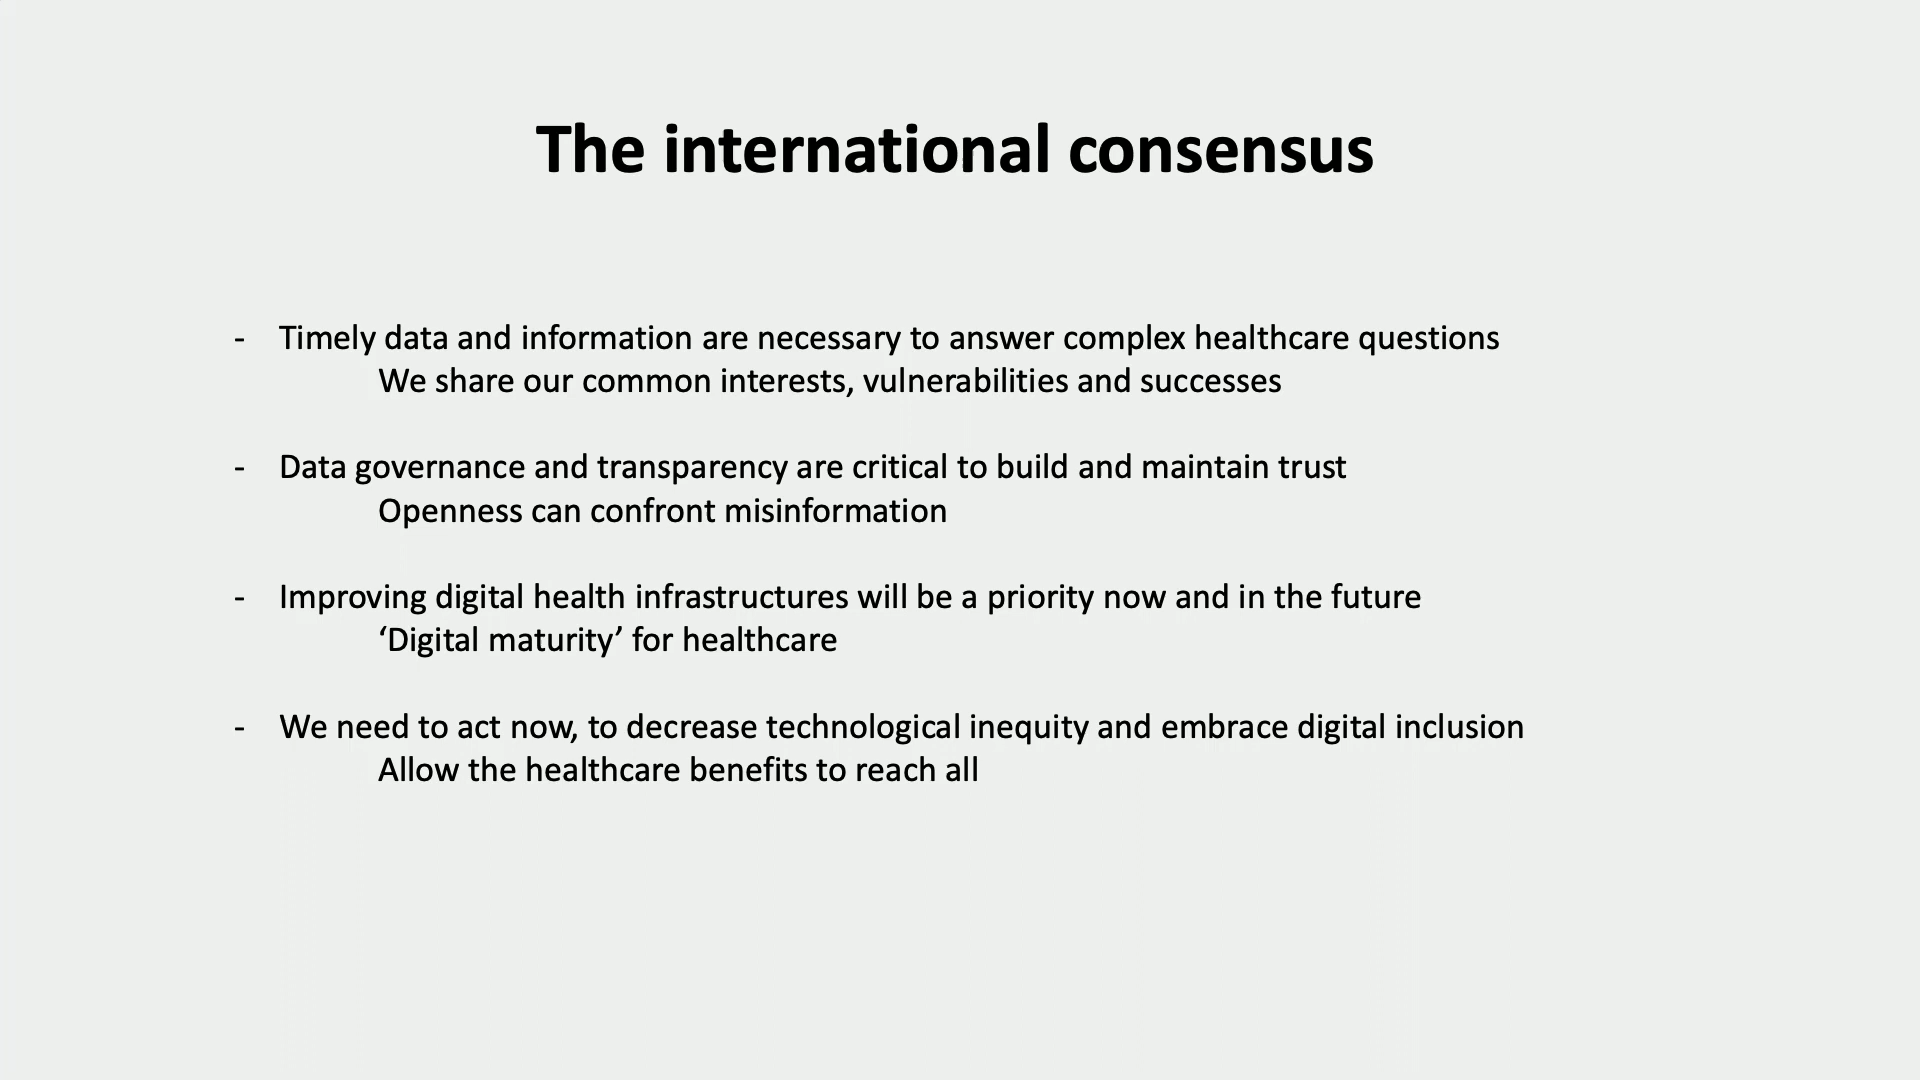 The international consensus
- Timely data and information are necessary to answer complex healthcare questions
We share our common interests, vulnerabilities and successes
- Data governance and transparency are critical to build and maintain trust
Openness can confront misinformation
- Improving digital health infrastructures will be a priority now and in the future
‘Digital maturity’ for healthcare
- We need to act now, to decrease technological inequity and embrace digital inclusion
Allow the healthcare benefits to reach all